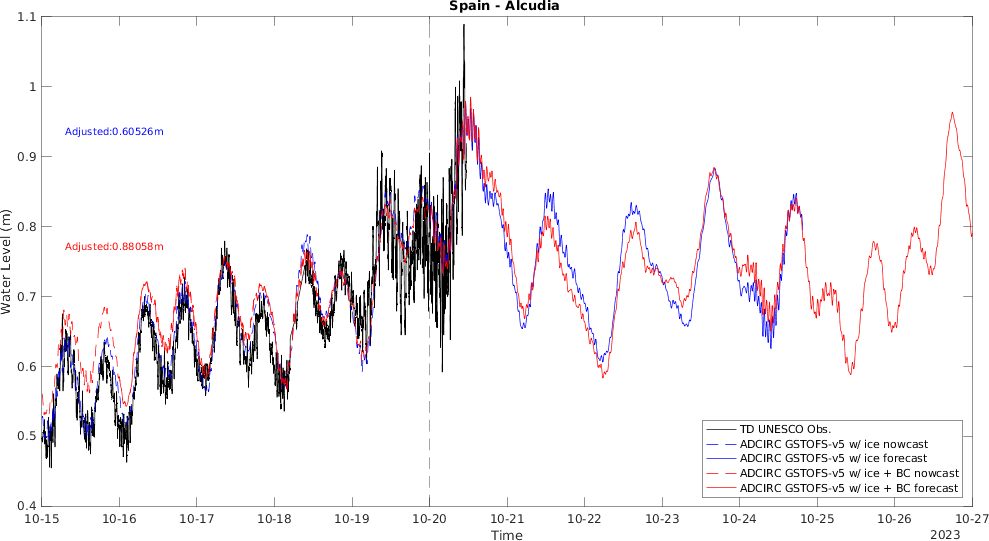 Spain - Alcudia
1.1
1
0.9
0.8
0.7
0.6
0.5
0.4
Water Level (m)
Adjusted:0.60526m
Adjusted:0.88058m
TD UNESCO Obs.
ADCIRC GSTOFS-v5 w/ ice nowcast
ADCIRC GSTOFS-v5 w/ ice forecast
ADCIRC GSTOFS-v5 w/ ice + BC nowcast
ADCIRC GSTOFS-v5 w/ ice + BC forecast
10-15 10-16 10-17 10-18 10-19 10-20 10-21 10-22 10-23 10-24 10-25 10-26 10-27
Time
2023